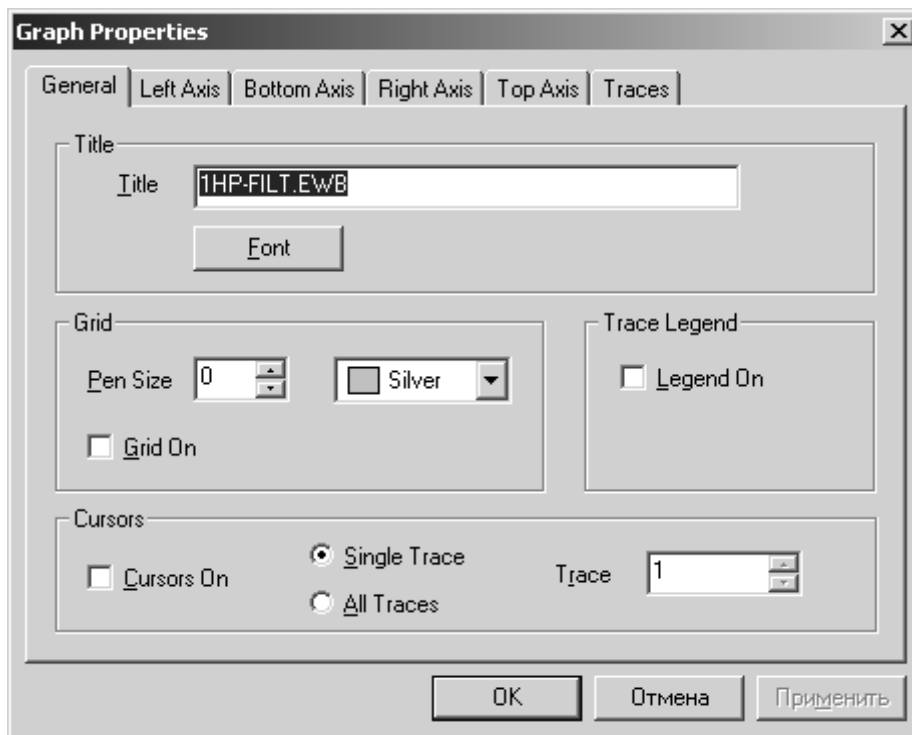 Graph Properties
General Left Axis Bottom Axis Right Axis Top Axis Traces
Title
Title 1HP-FILT.EWB
Font
Grid
Pen Size 0 Silver
Grid On
Trace Legend
Legend On
Cursors
Cursors On
Single Trace
All Traces
Trace 1
OK Отмена Применить